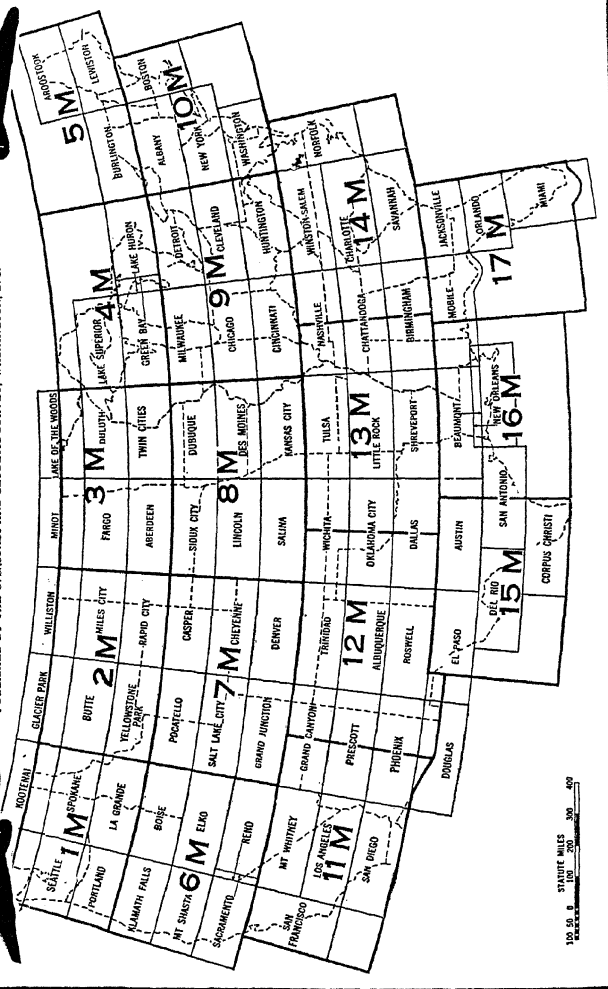 KOOTENAI
GLACIER PARK
WILLISTON
MINOT
LAKE OF THE WOODS
AROOSTOOK
SEATTLE
SPOKANE
BUTTE
MILES CITY
FARGO
DULUTH
LAKE SUPERIOR
LEWISTON
1 M
2 M
3 M
4 M
5 M
PORTLAND
LA GRANDE
YELLOWSTONE
PARK
RAPID CITY
ABERDEEN
TWIN CITIES
GREEN BAY
LAKE HURON
BURLINGTON
BOSTON
KLAMATH FALLS
BOISE
POCATELLO
CASPER
SIOUX CITY
DUBUQUE
MILWAUKEE
DETROIT
ALBANY
10 M
MT SHASTA
6 M
ELKO
SALT LAKE CITY
7 M
CHEYENNE
LINCOLN
8 M
DES MOINES
CHICAGO
9 M
CLEVELAND
NEW YORK
SACRAMENTO
RENO
GRAND JUNCTION
DENVER
SALINA
KANSAS CITY
CINCINNATI
HUNTINGTON
WASHINGTON
SAN
FRANCISCO
MT WHITNEY
GRAND CANYON
TRINIDAD
WICHITA
TULSA
NASHVILLE
WINSTON-SALEM
NORFOLK
LOS ANGELES
11 M
PRESCOTT
12 M
ALBUQUERQUE
OKLAHOMA CITY
13 M
LITTLE ROCK
CHATTANOOGA
CHARLOTTE
14 M
SAN DIEGO
PHOENIX
ROSWELL
DALLAS
SHREVEPORT
BIRMINGHAM
SAVANNAH
DOUGLAS
EL PASO
AUSTIN
BEAUMONT
MOBILE
JACKSONVILLE
DEL RIO
15 M
SAN ANTONIO
NEW ORLEANS
16 M
17 M
ORLANDO
CORPUS CHRISTI
MIAMI
STATUTE MILES
100 50 0 100 200 300 400